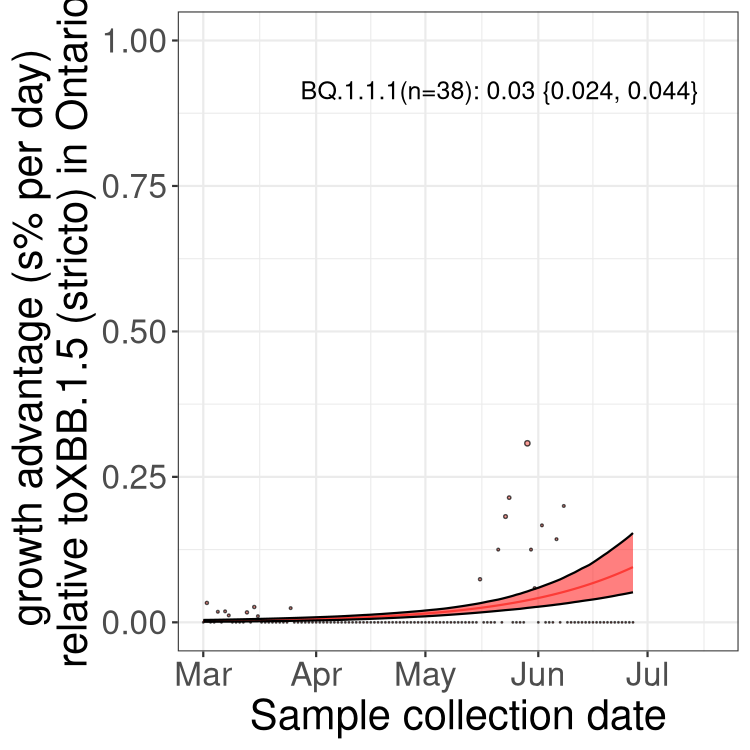 growth advantage (s% per day)
relative toXBB.1.5 (stricto) in Ontario
1.00
0.75
0.50
0.25
0.00
BQ.1.1.1(n=38): 0.03 {0.024, 0.044}
Mar Apr May Jun Jul
Sample collection date